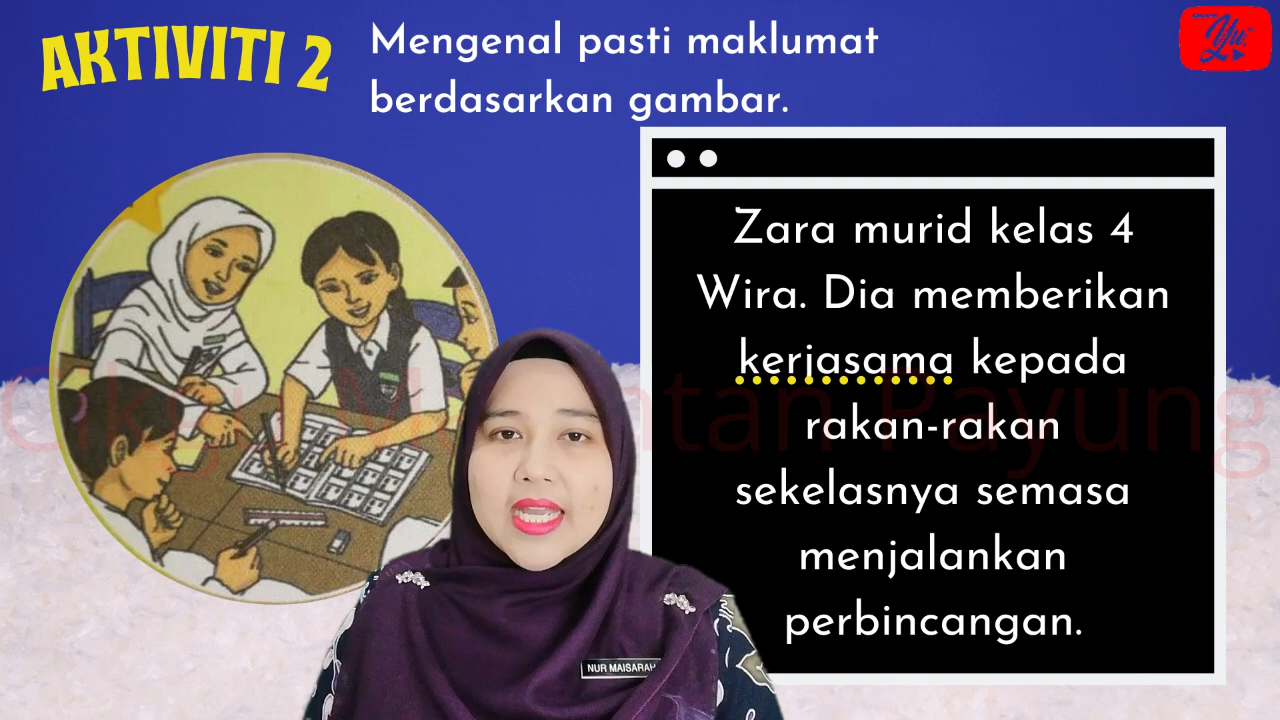 AKTIVITI 2
Mengenal pasti maklumat
berdasarkan gambar.
Yu
Zara murid kelas 4
Wira. Dia memberikan
kerjasama kepada
rakan-rakan
sekelasnya semasa
menjalankan
perbincangan.
NUR MAISARAH